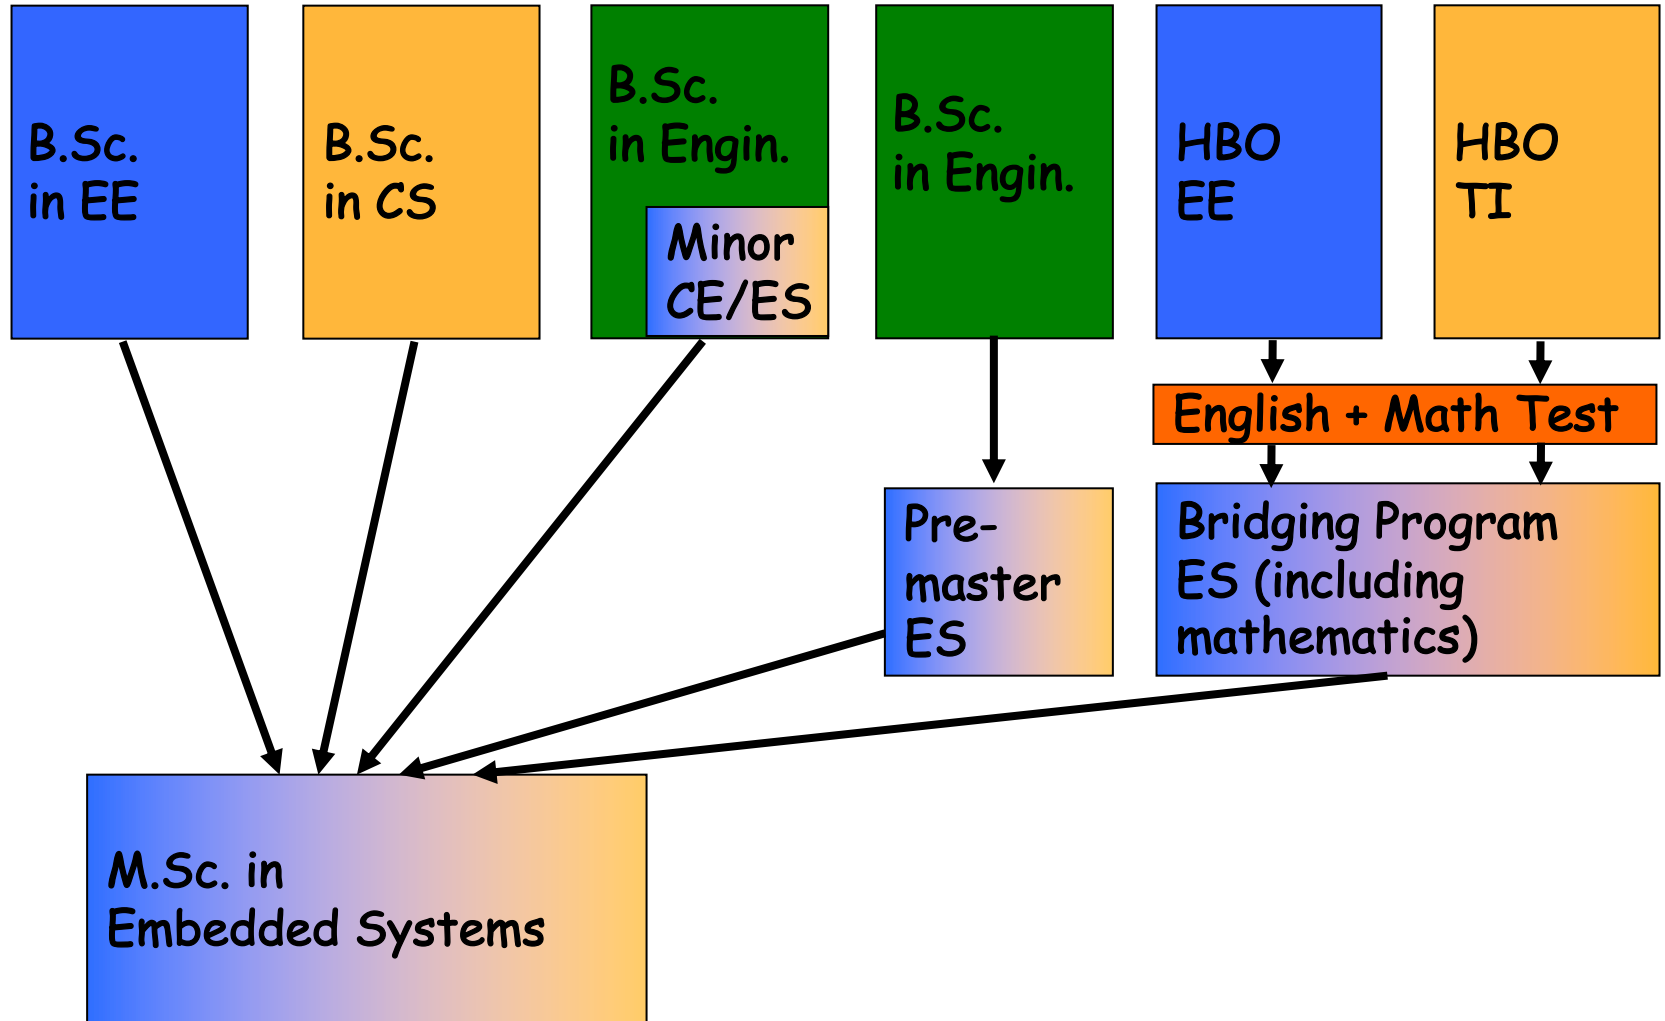 B.Sc.
in EE
B.Sc.
in CS
B.Sc.
in Engin.
Minor
CE/ES
B.Sc.
in Engin.
HBO
EE
HBO
TI
English + Math Test
Pre-
master
ES
Bridging Program
ES (including
mathematics)
M.Sc. in
Embedded Systems